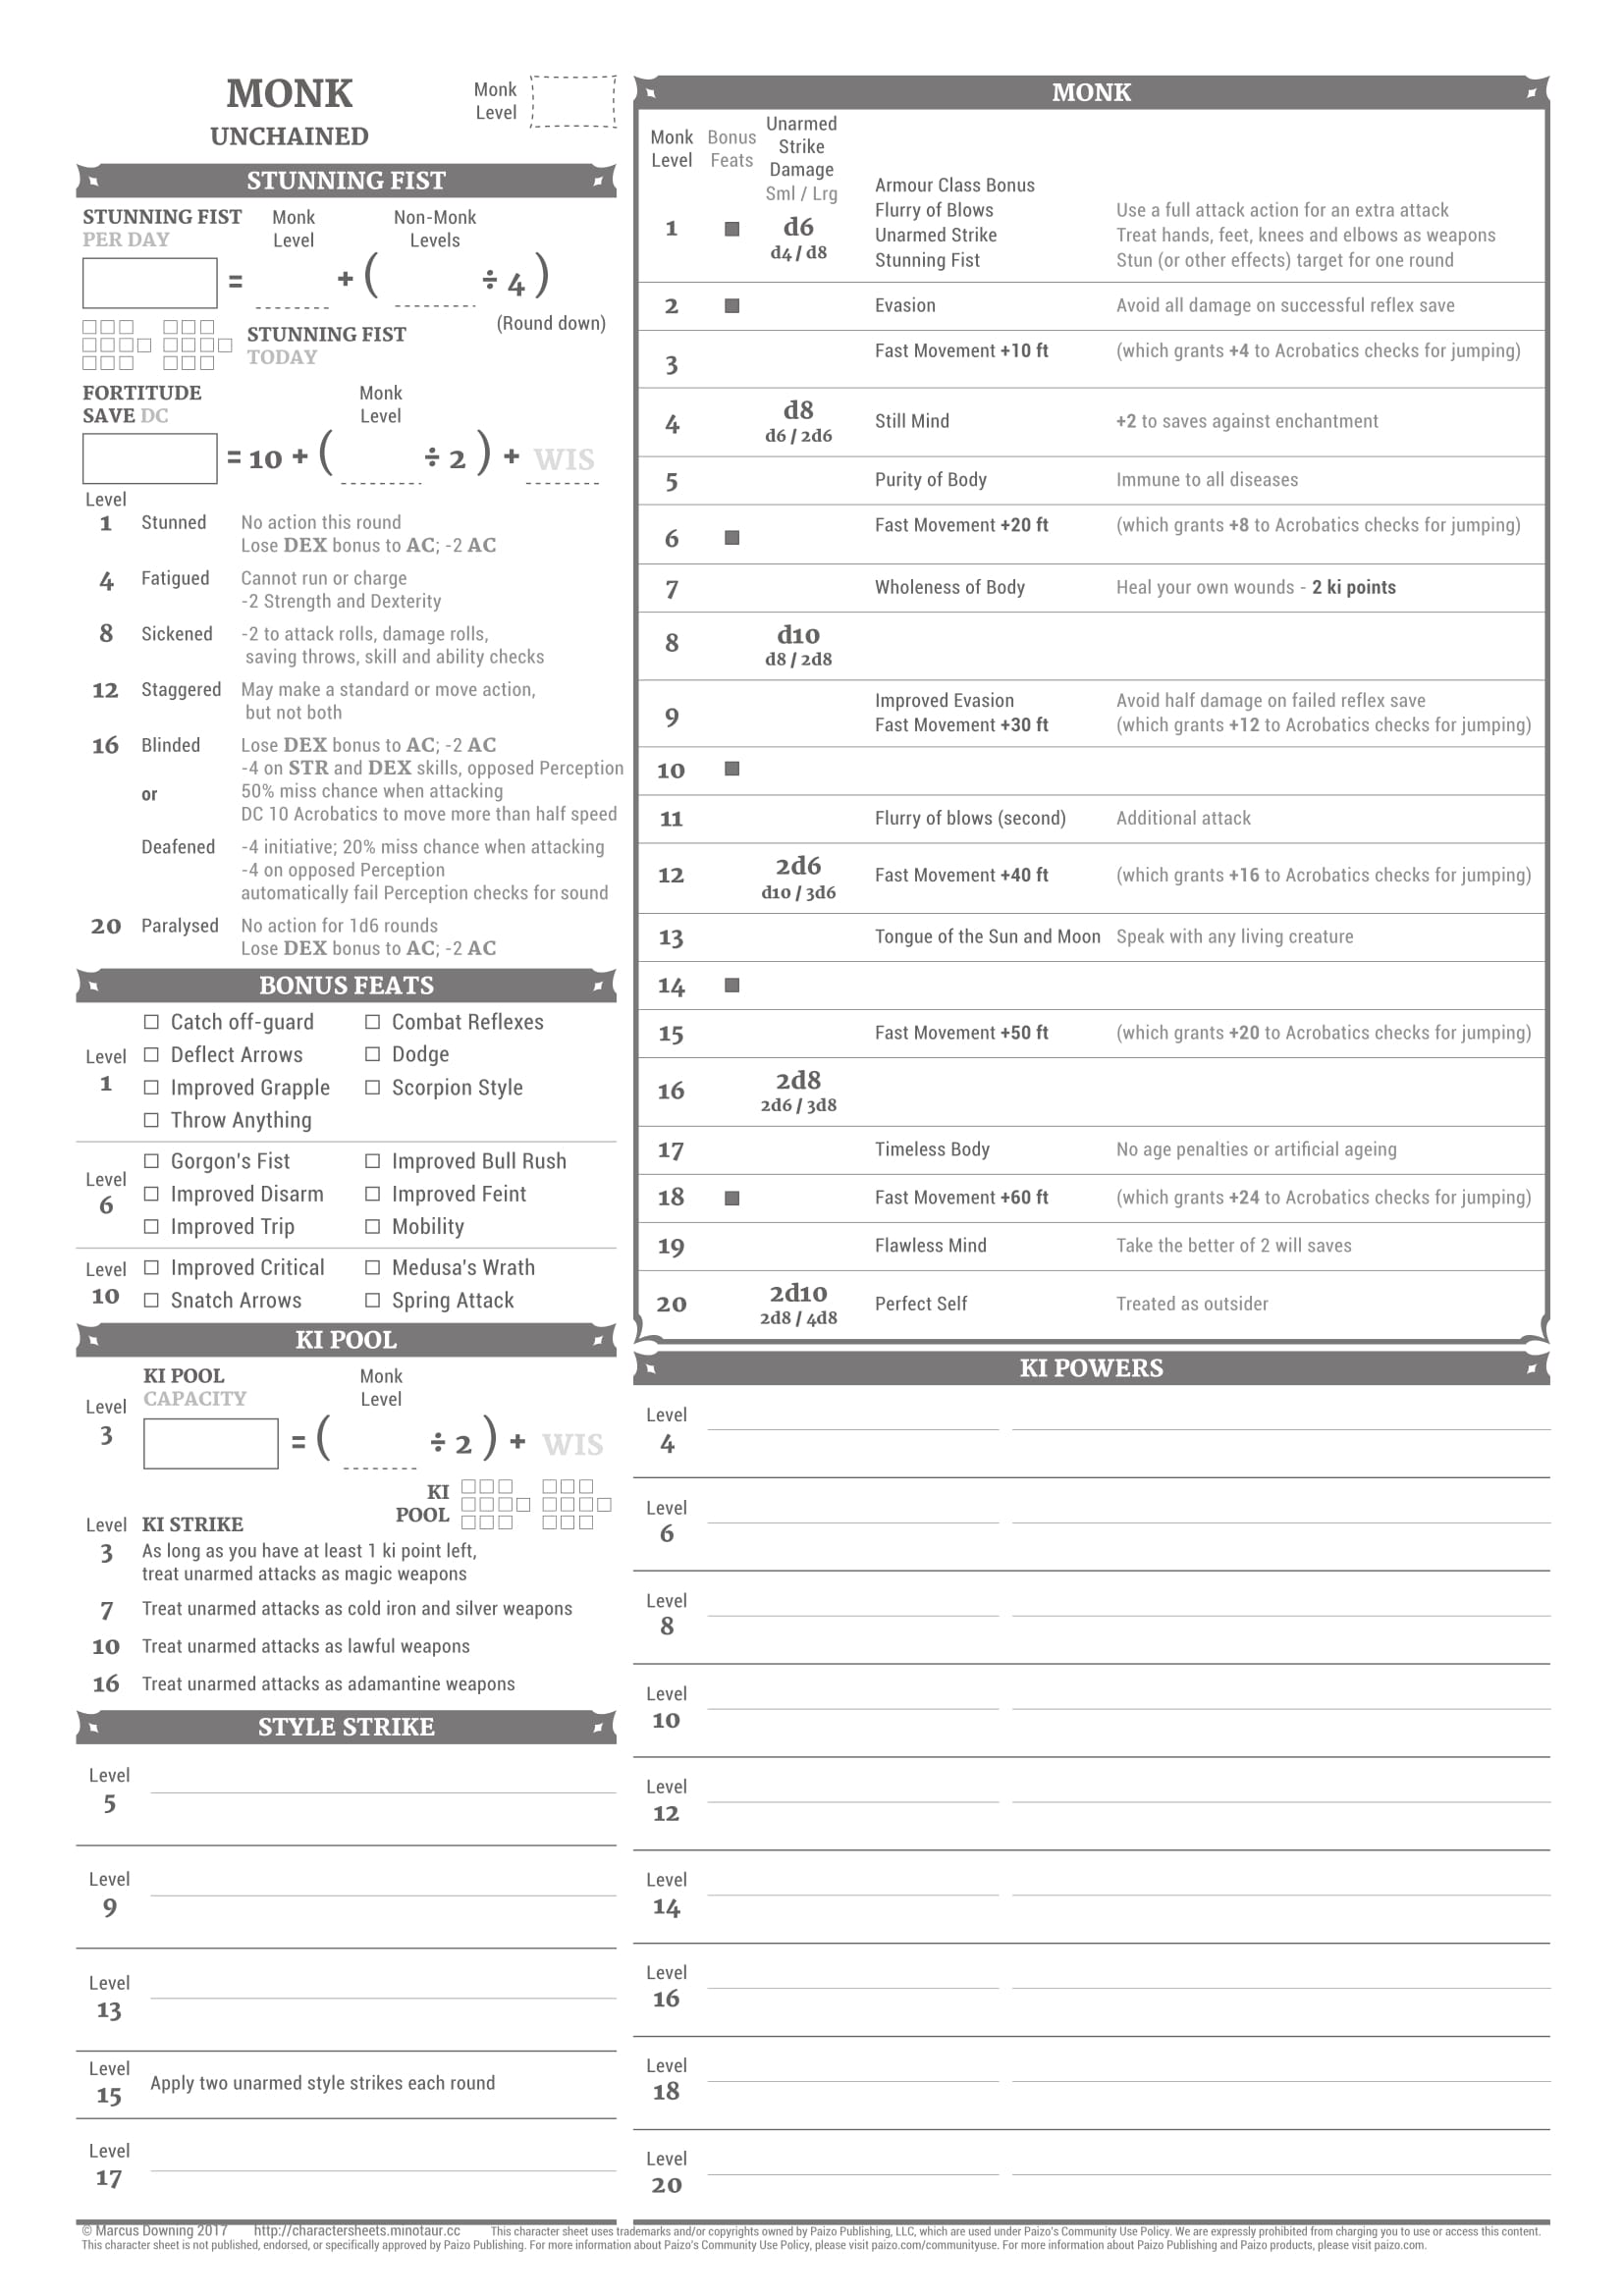 MONK
UNCHAINED
Monk
Level
STUNNING FIST
STUNNING FIST
PER DAY
Monk
Level
Non-Monk
Levels
= + ( ÷ 4 )
(Round down)
STUNNING FIST
TODAY
FORTITUDE
SAVE DC
Monk
Level
= 10 + ( ÷ 2 ) + WIS
Level
1 Stunned No action this round
Lose DEX bonus to AC; -2 AC
4 Fatigued Cannot run or charge
-2 Strength and Dexterity
8 Sickened -2 to attack rolls, damage rolls,
saving throws, skill and ability checks
12 Staggered May make a standard or move action,
but not both
16 Blinded Lose DEX bonus to AC; -2 AC
-4 on STR and DEX skills, opposed Perception
or 50% miss chance when attacking
DC 10 Acrobatics to move more than half speed
Deafened -4 initiative; 20% miss chance when attacking
-4 on opposed Perception
automatically fail Perception checks for sound
20 Paralysed No action for 1d6 rounds
Lose DEX bonus to AC; -2 AC
BONUS FEATS
Level
1
Catch off-guard Combat Reflexes
Deflect Arrows Dodge
Improved Grapple Scorpion Style
Throw Anything
Level
6
Gorgon's Fist Improved Bull Rush
Improved Disarm Improved Feint
Improved Trip Mobility
Level
10
Improved Critical Medusa's Wrath
Snatch Arrows Spring Attack
KI POOL
Level
3
KI POOL
CAPACITY
Monk
Level
= ( ÷ 2 ) + WIS
KI
POOL
Level KI STRIKE
3 As long as you have at least 1 ki point left,
treat unarmed attacks as magic weapons
7 Treat unarmed attacks as cold iron and silver weapons
10 Treat unarmed attacks as lawful weapons
16 Treat unarmed attacks as adamantine weapons
STYLE STRIKE
Level
5
Level
9
Level
13
Level
15
Apply two unarmed style strikes each round
Level
17
MONK
Monk
Level
Bonus
Feats
Unarmed
Strike
Damage
Sml / Lrg
1 d6
d4 / d8
Armour Class Bonus
Flurry of Blows Use a full attack action for an extra attack
Unarmed Strike Treat hands, feet, knees and elbows as weapons
Stunning Fist Stun (or other effects) target for one round
2 Evasion Avoid all damage on successful reflex save
3 Fast Movement +10 ft (which grants +4 to Acrobatics checks for jumping)
4 d8
d6 / 2d6
Still Mind +2 to saves against enchantment
5 Purity of Body Immune to all diseases
6 Fast Movement +20 ft (which grants +8 to Acrobatics checks for jumping)
7 Wholeness of Body Heal your own wounds - 2 ki points
8 d10
d8 / 2d8
9 Improved Evasion Avoid half damage on failed reflex save
Fast Movement +30 ft (which grants +12 to Acrobatics checks for jumping)
10
11 Flurry of blows (second) Additional attack
12 2d6
d10 / 3d6
Fast Movement +40 ft (which grants +16 to Acrobatics checks for jumping)
13 Tongue of the Sun and Moon Speak with any living creature
14
15 Fast Movement +50 ft (which grants +20 to Acrobatics checks for jumping)
16 2d8
2d6 / 3d8
17 Timeless Body No age penalties or artificial ageing
18 Fast Movement +60 ft (which grants +24 to Acrobatics checks for jumping)
19 Flawless Mind Take the better of 2 will saves
20 2d10
2d8 / 4d8
Perfect Self Treated as outsider
KI POWERS
Level
4
Level
6
Level
8
Level
10
Level
12
Level
14
Level
16
Level
18
Level
20
© Marcus Downing 2017 http://charactersheets.minotaur.cc This character sheet uses trademarks and/or copyrights owned by Paizo Publishing, LLC, which are used under Paizo's Community Use Policy. We are expressly prohibited from charging you to use or access this content.
This character sheet is not published, endorsed, or specifically approved by Paizo Publishing. For more information about Paizo's Community Use Policy, please visit paizo.com/communityuse. For more information about Paizo Publishing and Paizo products, please visit paizo.com.